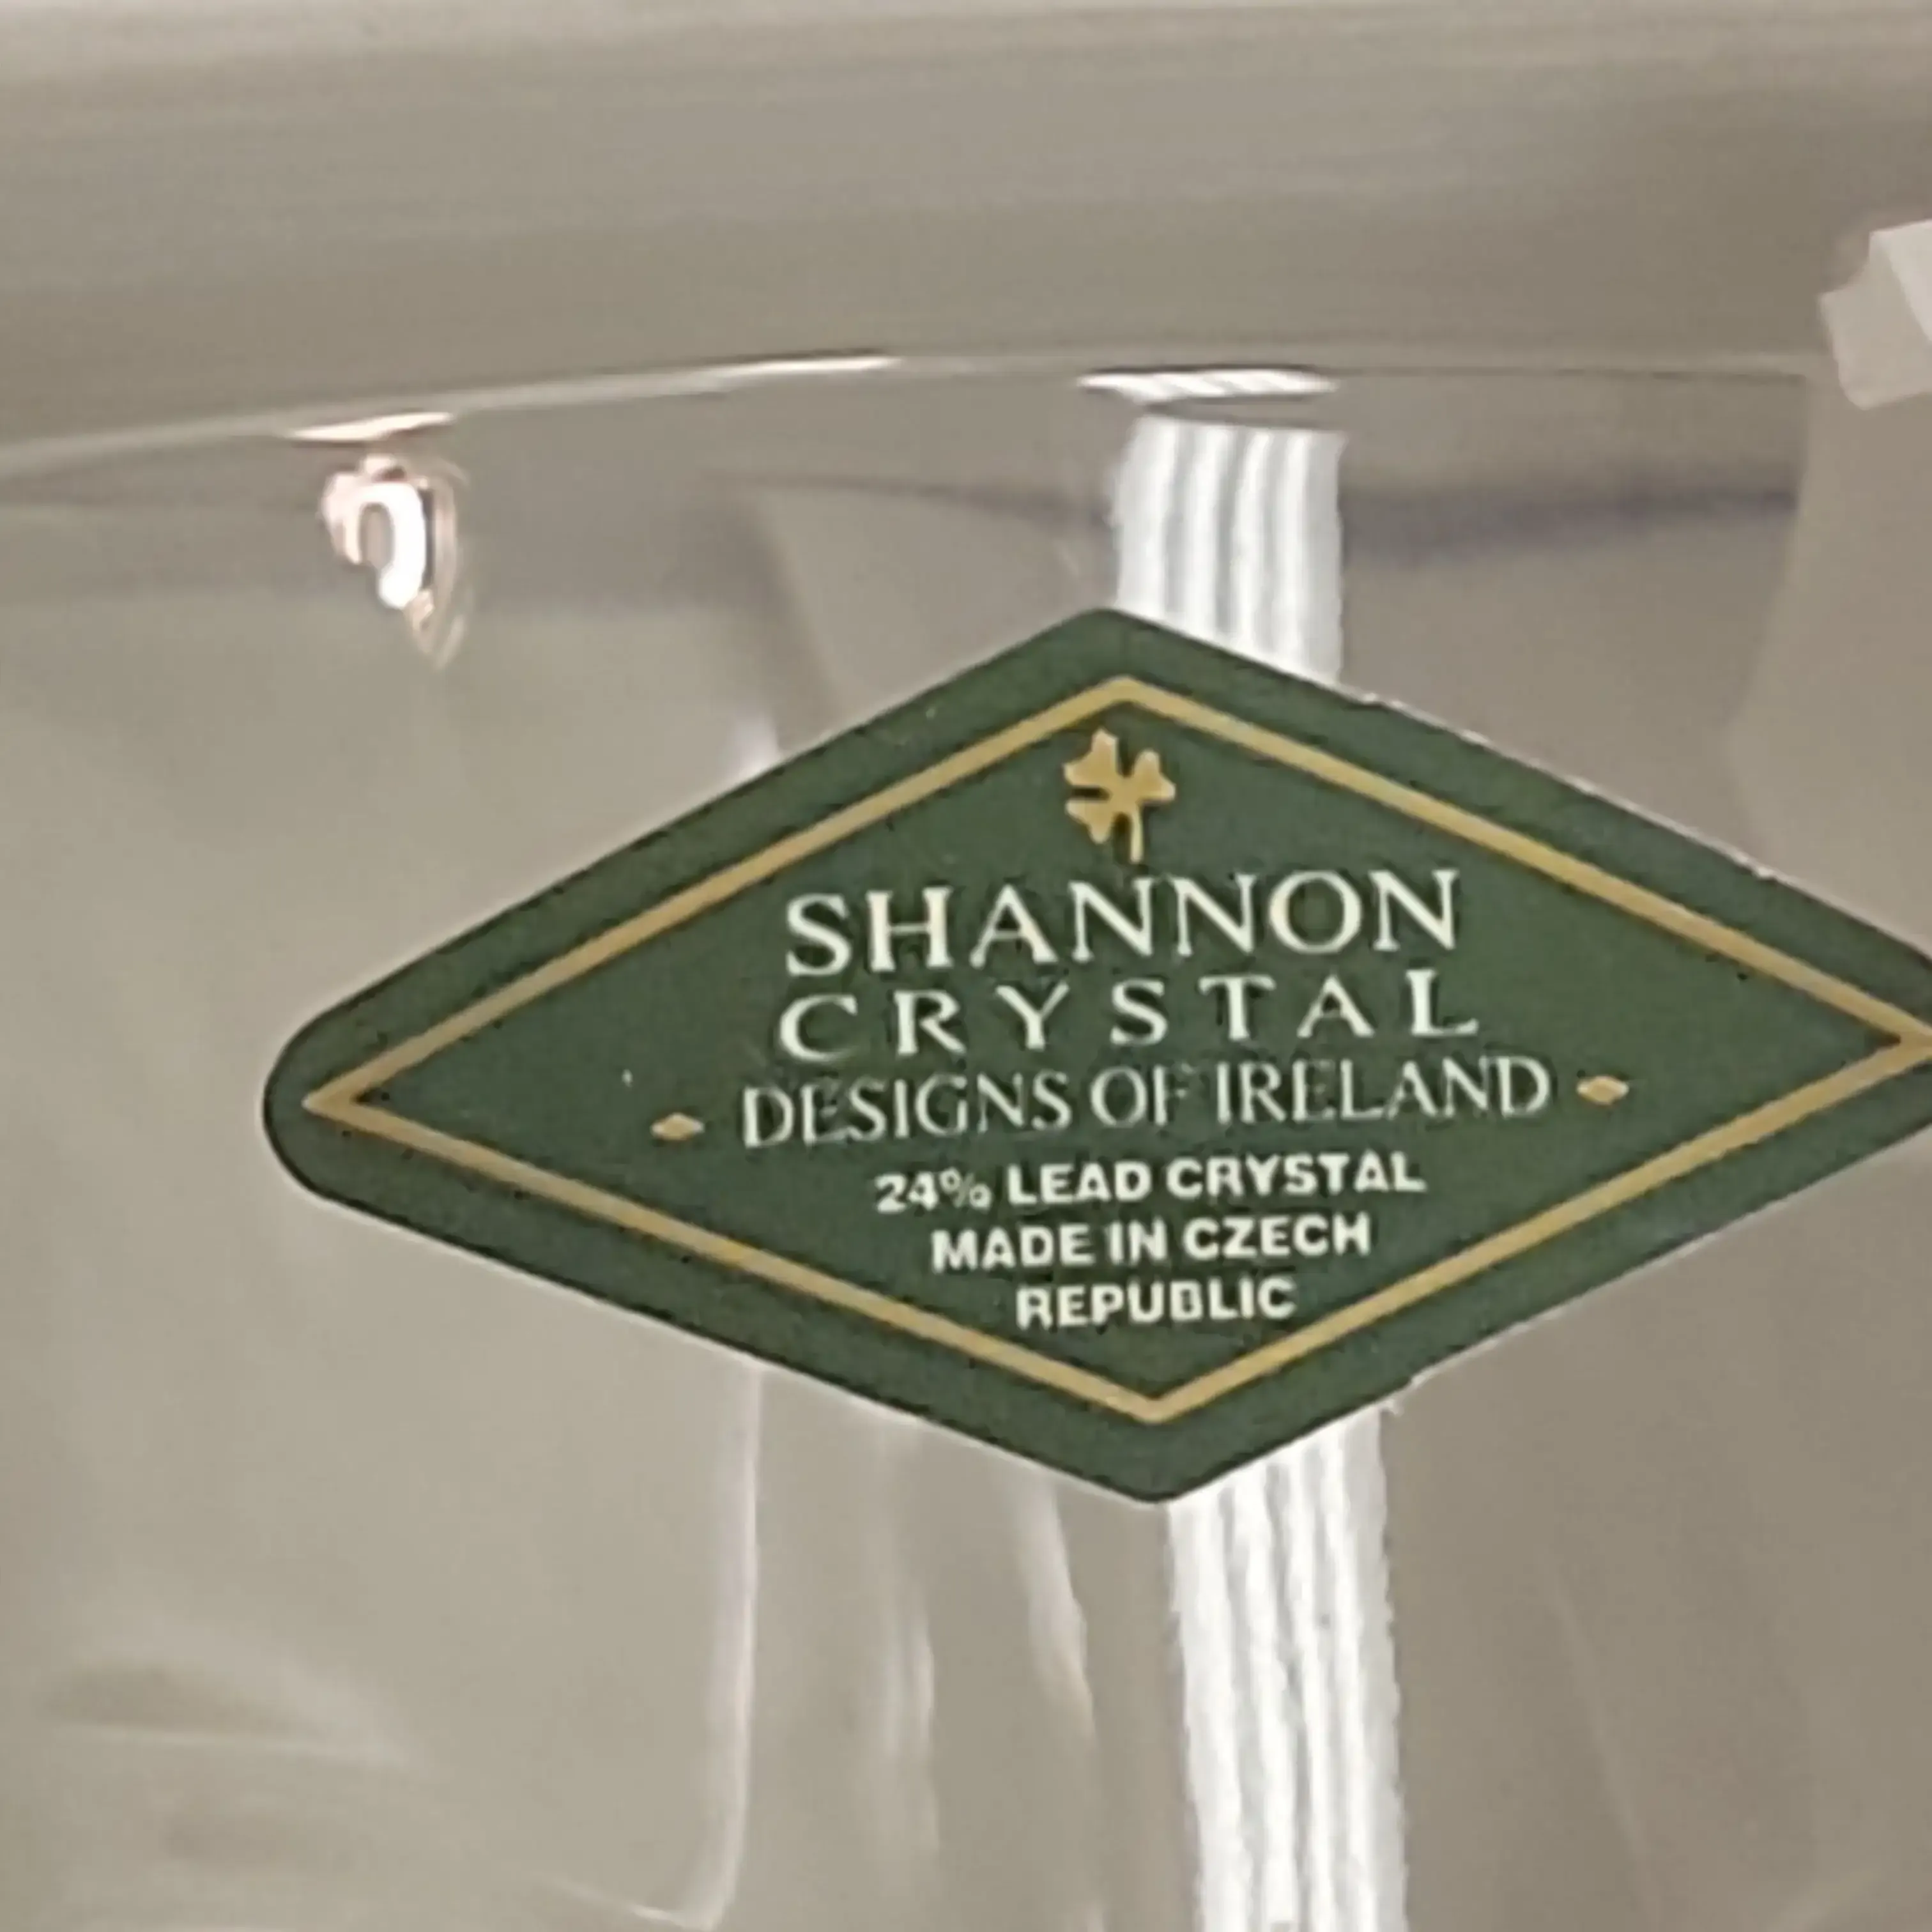 SHANNON
CRYSTAL
DESIGNS OF IRELAND
24% LEAD CRYSTAL
MADE IN CZECH
REPUBLIC